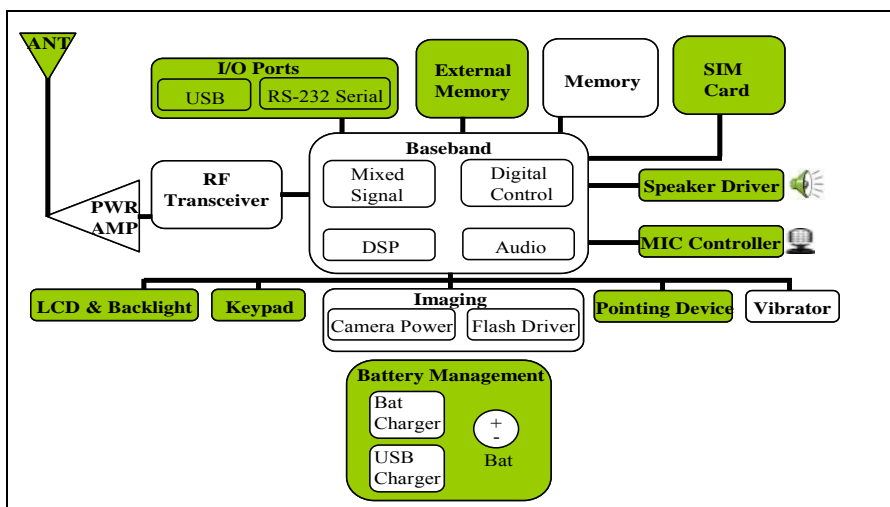 ANT
I/O Ports
USB
RS-232 Serial
External
Memory
Memory
SIM
Card
Baseband
Mixed
Signal
Digital
Control
DSP
Audio
RF
Transceiver
PWR
AMP
Speaker Driver
MIC Controller
LCD & Backlight
Keypad
Imaging
Camera Power
Flash Driver
Pointing Device
Vibrator
Battery Management
Bat
Charger
USB
Charger
+
-
Bat